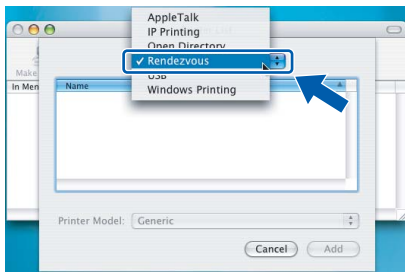 AppleTalk
IP Printing
Open Directory
✓ Rendezvous
USB
Windows Printing
Make
In Men
Name
Printer Model: Generic
Cancel Add